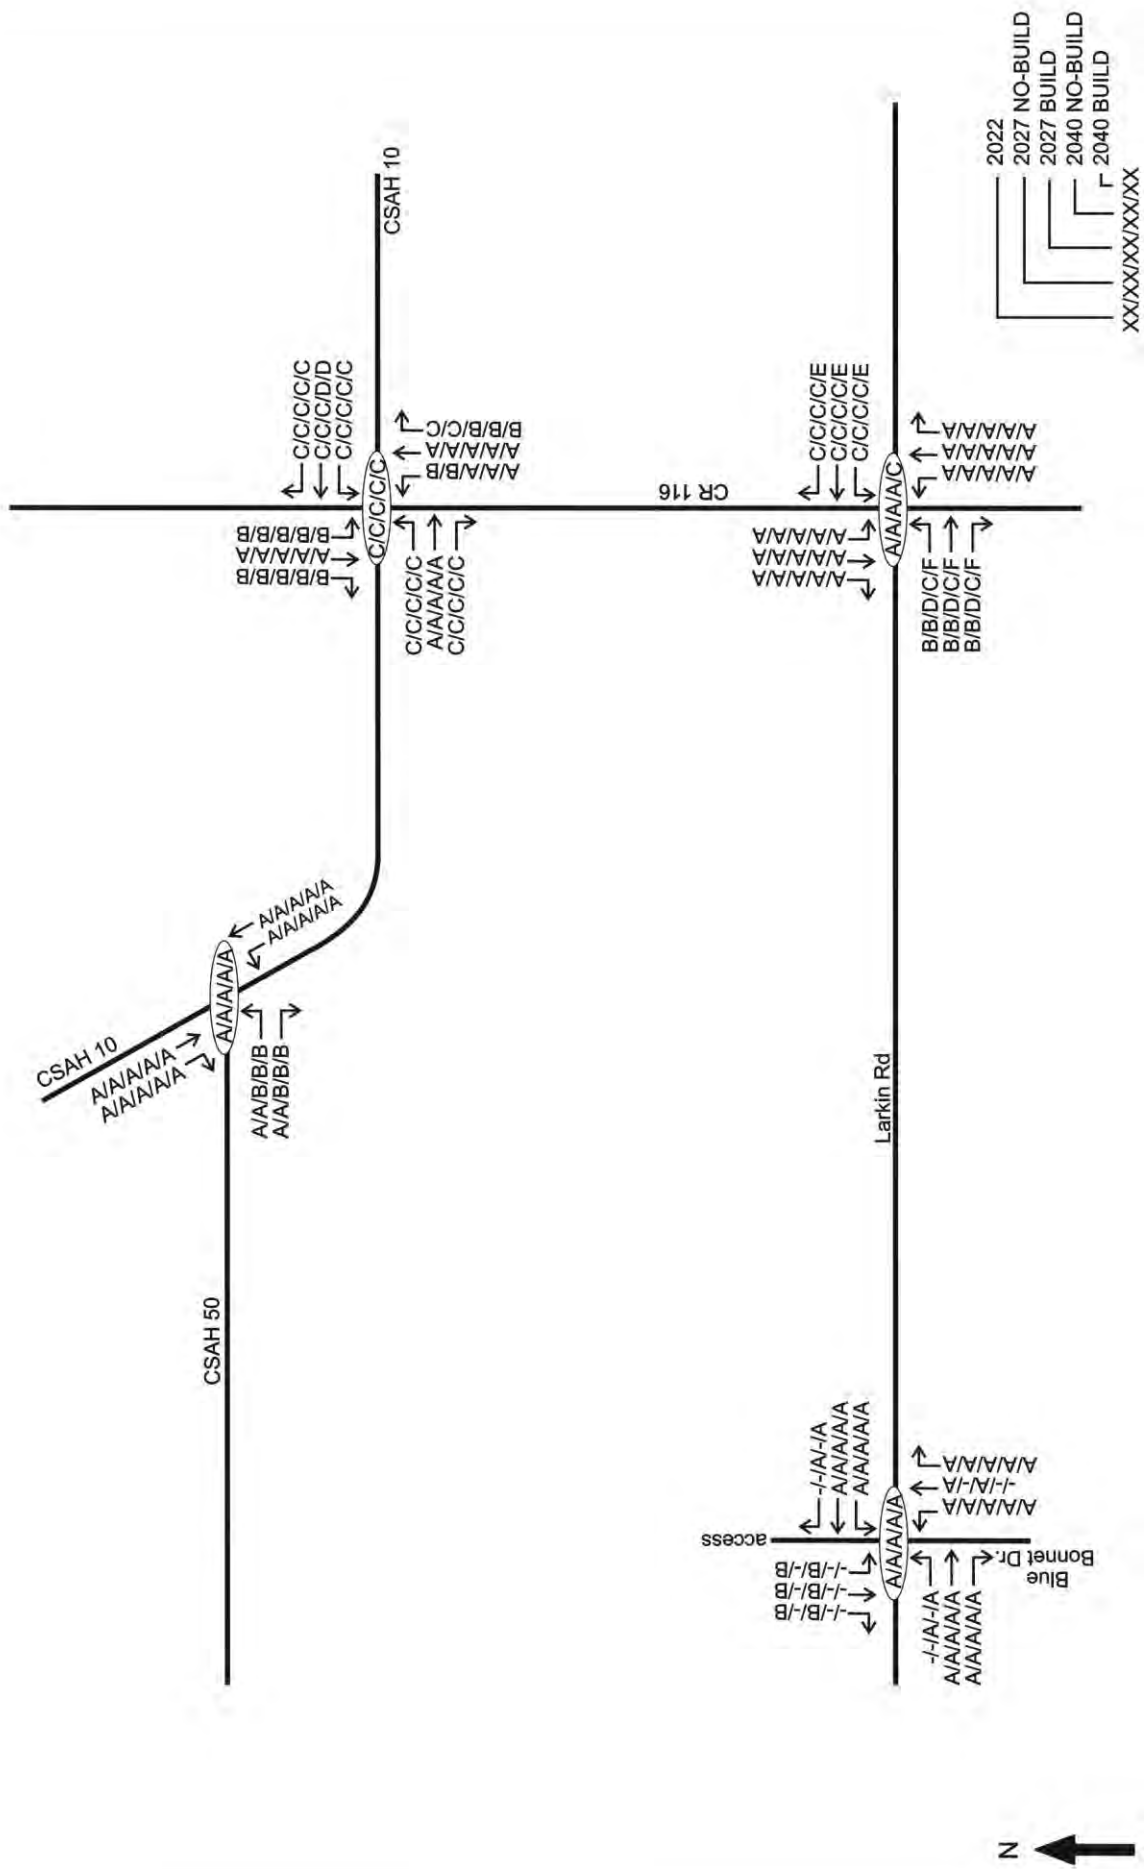 CSAH 10
C/C/C/C/C
C/C/C/D/D
C/C/C/C/C
B/B/B/B/B
A/A/A/A/A
B/B/B/B/B
C/C/C/C/C
C/C/C/C/C
A/A/A/A/A
C/C/C/C/C
A/A/A/B/B
A/A/A/A/A
B/B/B/C/C
CSAH 10
A/A/A/A/A
A/A/A/A/A
A/A/A/A/A
A/A/A/A/A
A/A/A/A/A
A/A/B/B/B
A/A/B/B/B
CSAH 50
CR 116
C/C/C/C/E
C/C/C/C/E
C/C/C/C/E
A/A/A/A/A
A/A/A/A/A
A/A/A/A/A
A/A/A/A/C
B/B/D/C/F
B/B/D/C/F
B/B/D/C/F
A/A/A/A/A
A/A/A/A/A
A/A/A/A/A
Larkin Rd
access
-/-/A/-/A
A/A/A/A/A
A/A/A/A/A
-/-/B/-/B
-/-/B/-/B
-/-/B/-/B
A/A/A/A/A
-/-/A/-/A
A/A/A/A/A
A/A/A/A/A
A/A/A/A/A
-/-/A/-/A
A/A/A/A/A
Blue
Bonnet Dr.
2022
2027 NO-BUILD
2027 BUILD
2040 NO-BUILD
2040 BUILD
XX/XX/XX/XX/XX
N